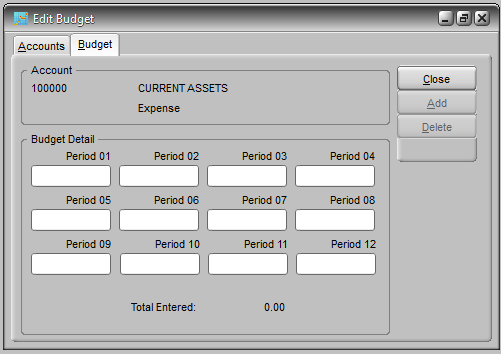 Edit Budget
Accounts Budget
Account
100000 CURRENT ASSETS
Expense
Close
Add
Delete
Budget Detail
Period 01 Period 02 Period 03 Period 04
Period 05 Period 06 Period 07 Period 08
Period 09 Period 10 Period 11 Period 12
Total Entered: 0.00